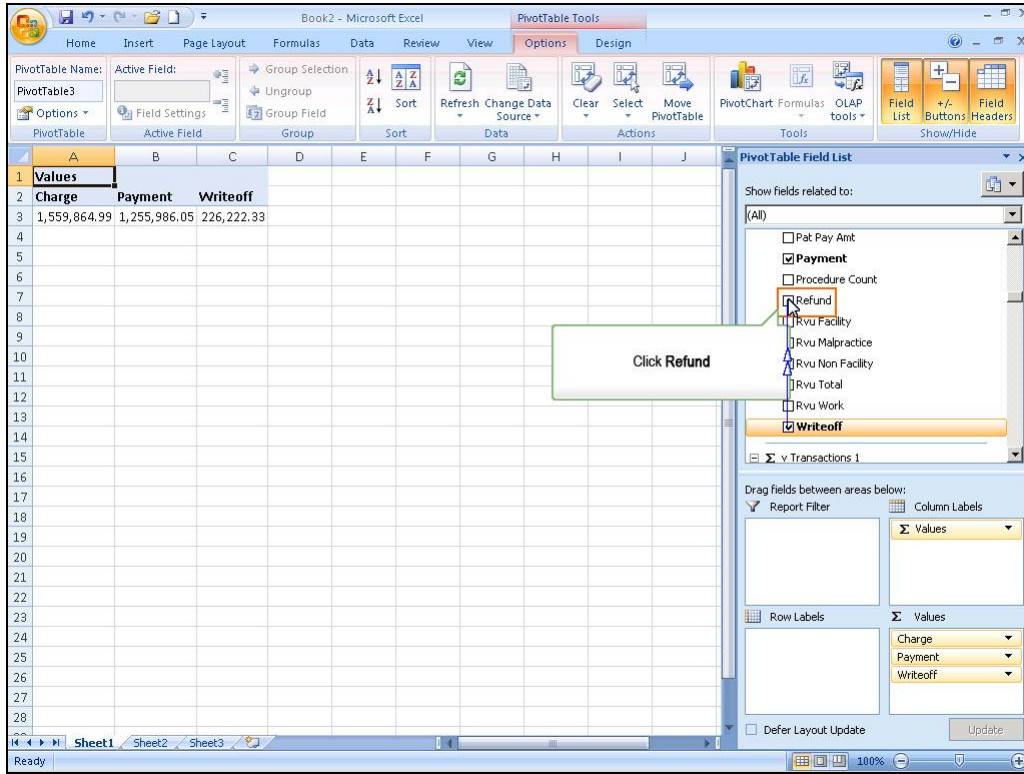 Book2 - Microsoft Excel
PivotTable Tools
Home Insert Page Layout Formulas Data Review View Options Design
PivotTable Name:
PivotTable3
Options
PivotTable
Active Field:
Field Settings
Active Field
Group Selection
Ungroup
Group Field
Group
Sort
Sort
Refresh
Change Data Source
Data
Clear
Select
Move PivotTable
Actions
PivotChart
Formulas
OLAP tools
Tools
Field List
+/- Buttons
Field Headers
Show/Hide
A B C D E F G H I J
1 Values
2 Charge Payment Writeoff
3 1,559,864.99 1,255,986.05 226,222.33
4
5
6
7
8
9
10
11
12
13
14
15
16
17
18
19
20
21
22
23
24
25
26
27
28
Click Refund
PivotTable Field List
Show fields related to:
(All)
Pat Pay Amt
Payment
Procedure Count
Refund
Rvu Facility
Rvu Malpractice
Rvu Non Facility
Rvu Total
Rvu Work
Writeoff
Σ v Transactions 1
Drag fields between areas below:
Report Filter
Column Labels
Σ Values
Row Labels
Σ Values
Charge
Payment
Writeoff
Defer Layout Update
Update
Sheet1 Sheet2 Sheet3
Ready
100%